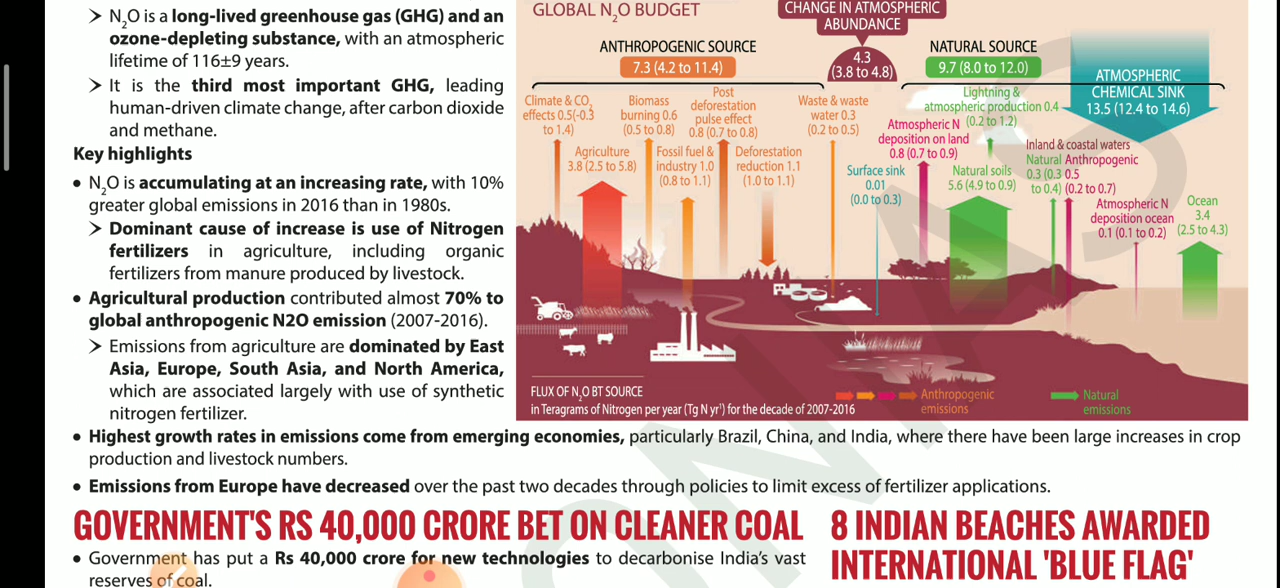 ➢ N₂O is a long-lived greenhouse gas (GHG) and an
ozone-depleting substance, with an atmospheric
lifetime of 116±9 years.
➢ It is the third most important GHG, leading
human-driven climate change, after carbon dioxide
and methane.
Key highlights
• N₂O is accumulating at an increasing rate, with 10%
greater global emissions in 2016 than in 1980s.
➢ Dominant cause of increase is use of Nitrogen
fertilizers in agriculture, including organic
fertilizers from manure produced by livestock.
• Agricultural production contributed almost 70% to
global anthropogenic N2O emission (2007-2016).
➢ Emissions from agriculture are dominated by East
Asia, Europe, South Asia, and North America,
which are associated largely with use of synthetic
nitrogen fertilizer.
GLOBAL N₂O BUDGET
CHANGE IN ATMOSPHERIC
ABUNDANCE
4.3
(3.8 to 4.8)
ANTHROPOGENIC SOURCE
7.3 (4.2 to 11.4)
NATURAL SOURCE
9.7 (8.0 to 12.0)
ATMOSPHERIC
CHEMICAL SINK
13.5 (12.4 to 14.6)
Climate & CO₂
effects 0.5(-0.3
to 1.4)
Agriculture
3.8 (2.5 to 5.8)
Biomass
burning 0.6
(0.5 to 0.8)
Fossil fuel &
industry 1.0
(0.8 to 1.1)
Post
deforestation
pulse effect
0.8 (0.7 to 0.8)
Deforestation
reduction 1.1
(1.0 to 1.1)
Waste & waste
water 0.3
(0.2 to 0.5)
Surface sink
0.01
(0.0 to 0.3)
Atmospheric N
deposition on land
0.8 (0.7 to 0.9)
Lightning &
atmospheric production 0.4
(0.2 to 1.2)
Natural soils
5.6 (4.9 to 0.9)
Inland & coastal waters
Natural Anthropogenic
0.3 (0.3 0.5
to 0.4) (0.2 to 0.7)
Atmospheric N
deposition ocean
0.1 (0.1 to 0.2)
Ocean
3.4
(2.5 to 4.3)
FLUX OF N₂O BT SOURCE
in Teragrams of Nitrogen per year (Tg N yr¹) for the decade of 2007-2016
Anthropogenic
emissions
Natural
emissions
• Highest growth rates in emissions come from emerging economies, particularly Brazil, China, and India, where there have been large increases in crop
production and livestock numbers.
• Emissions from Europe have decreased over the past two decades through policies to limit excess of fertilizer applications.
GOVERNMENT'S RS 40,000 CRORE BET ON CLEANER COAL
• Government has put a Rs 40,000 crore for new technologies to decarbonise India's vast
reserves of coal.
8 INDIAN BEACHES AWARDED
INTERNATIONAL 'BLUE FLAG'